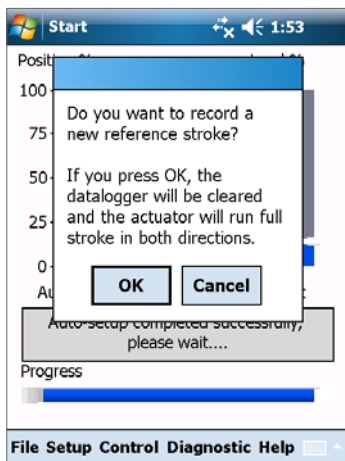 Start 1:53
Posit
100
75
50
25
0
Do you want to record a
new reference stroke?
If you press OK, the
datalogger will be cleared
and the actuator will run full
stroke in both directions.
OK Cancel
Au
Auto-setup completed successfully,
please wait....
Progress
File Setup Control Diagnostic Help